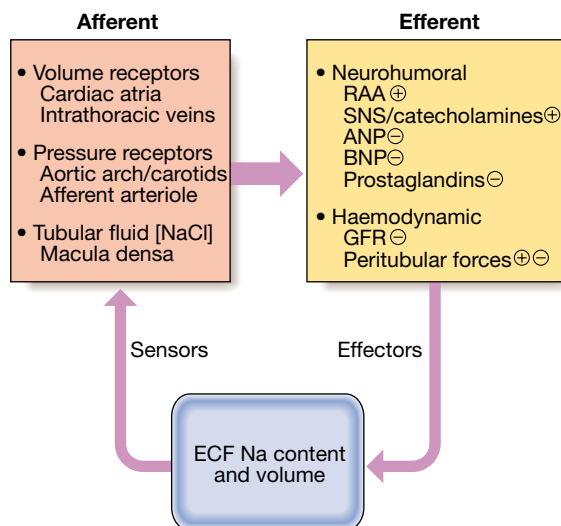 Afferent
• Volume receptors
Cardiac atria
Intrathoracic veins
• Pressure receptors
Aortic arch/carotids
Afferent arteriole
• Tubular fluid [NaCl]
Macula densa
Efferent
• Neurohumoral
RAA ⊕
SNS/catecholamines ⊕
ANP ⊖
BNP ⊖
Prostaglandins ⊖
• Haemodynamic
GFR ⊖
Peritubular forces ⊕ ⊖
Sensors
Effectors
ECF Na content
and volume